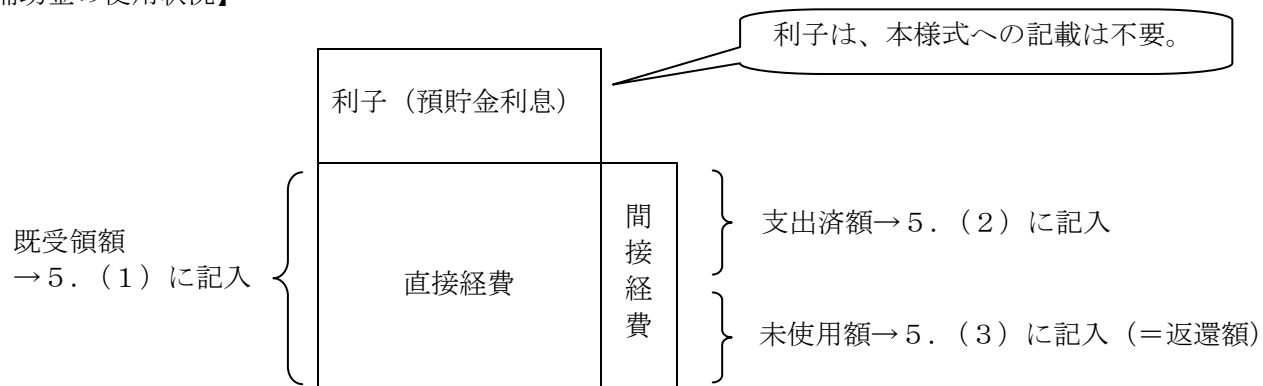 補助金の使用状況】
利子は、本様式への記載は不要。
利子（預貯金利息）
既受領額
→５．（１）に記入
直接経費
間接経費
支出済額→５．（２）に記入
未使用額→５．（３）に記入（＝返還額）